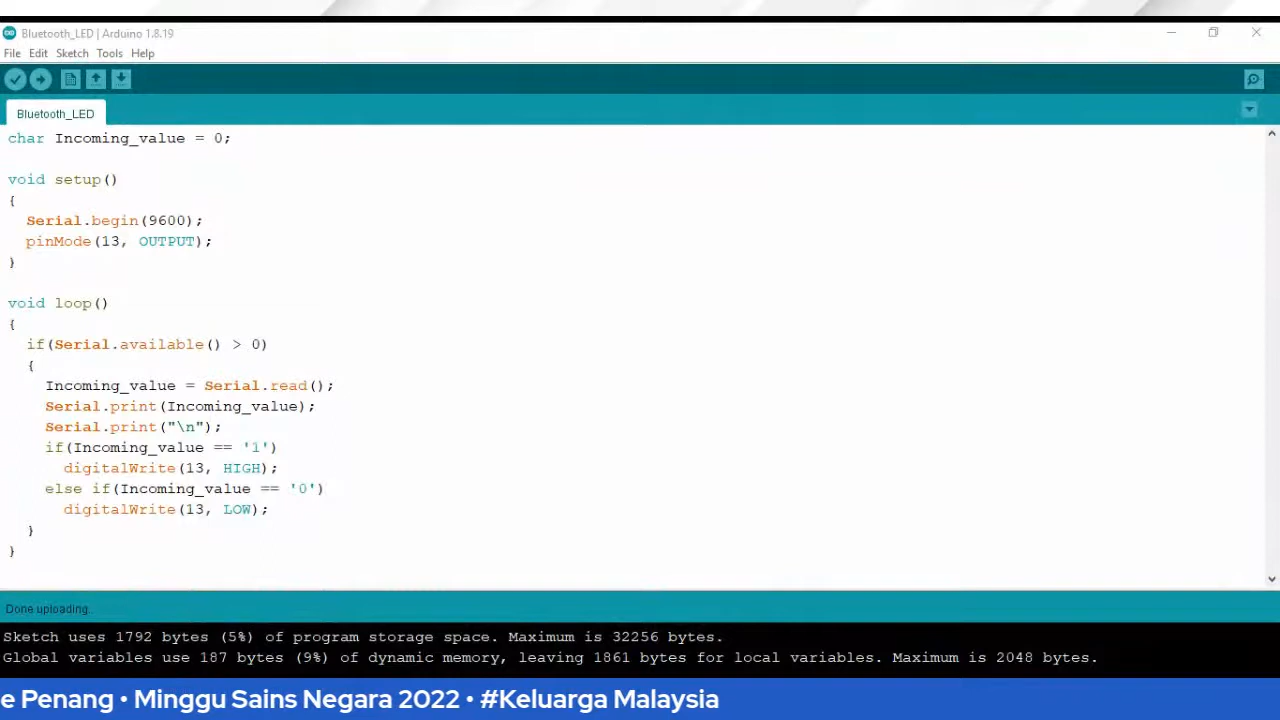 Bluetooth_LED | Arduino 1.8.19
File Edit Sketch Tools Help
Bluetooth_LED
char Incoming_value = 0;
void setup()
{
  Serial.begin(9600);
  pinMode(13, OUTPUT);
}
void loop()
{
  if(Serial.available() > 0)
  {
    Incoming_value = Serial.read();
    Serial.print(Incoming_value);
    Serial.print("\n");
    if(Incoming_value == '1')
      digitalWrite(13, HIGH);
    else if(Incoming_value == '0')
      digitalWrite(13, LOW);
  }
}
Done uploading.
Sketch uses 1792 bytes (5%) of program storage space. Maximum is 32256 bytes.
Global variables use 187 bytes (9%) of dynamic memory, leaving 1861 bytes for local variables. Maximum is 2048 bytes.
e Penang • Minggu Sains Negara 2022 • #Keluarga Malaysia